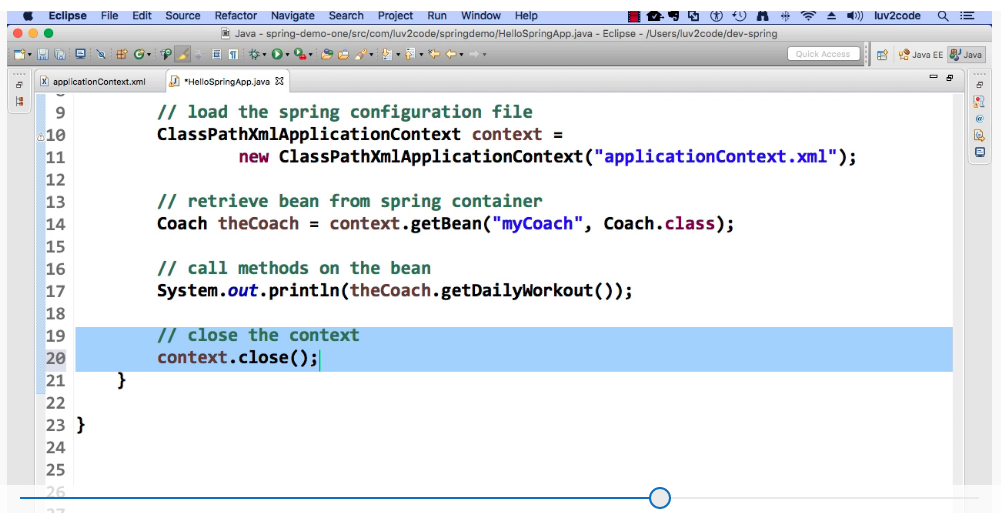 Eclipse File Edit Source Refactor Navigate Search Project Run Window Help luv2code
Java - spring-demo-one/src/com/luv2code/springdemo/HelloSpringApp.java - Eclipse - /Users/luv2code/dev-spring
Quick Access Java EE Java
applicationContext.xml *HelloSpringApp.java
9 // load the spring configuration file
10 ClassPathXmlApplicationContext context =
11 new ClassPathXmlApplicationContext("applicationContext.xml");
12
13 // retrieve bean from spring container
14 Coach theCoach = context.getBean("myCoach", Coach.class);
15
16 // call methods on the bean
17 System.out.println(theCoach.getDailyWorkout());
18
19 // close the context
20 context.close();
21 }
22
23 }
24
25
26
27